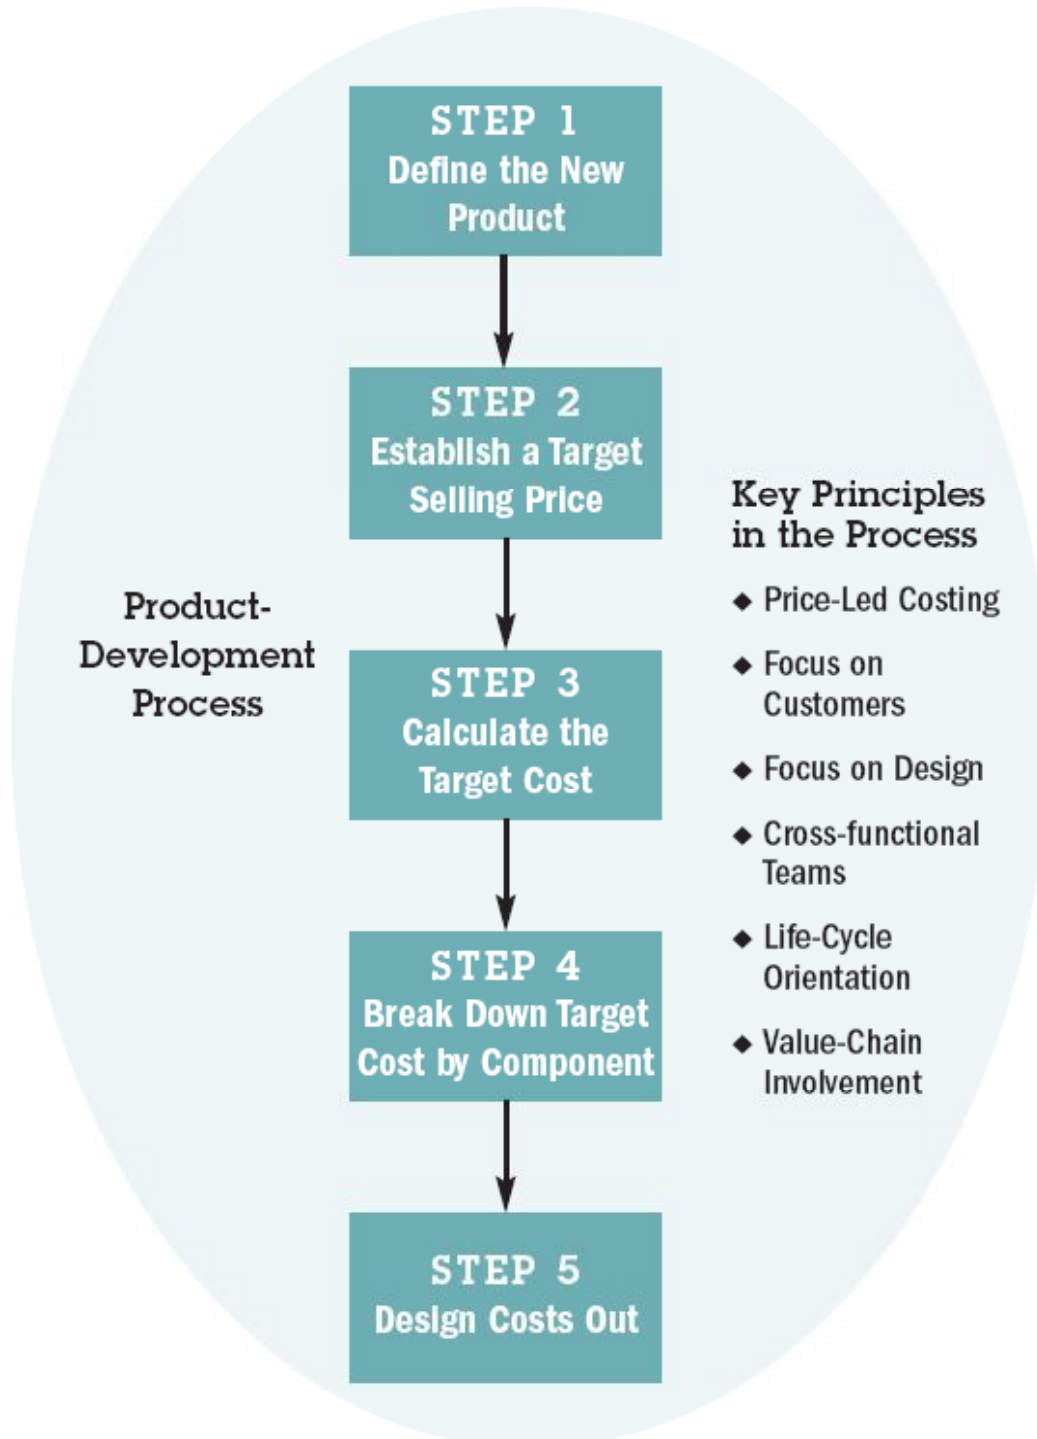 STEP 1
Define the New
Product
STEP 2
Establish a Target
Selling Price
Product-
Development
Process
STEP 3
Calculate the
Target Cost
STEP 4
Break Down Target
Cost by Component
STEP 5
Design Costs Out
Key Principles
in the Process
◆ Price-Led Costing
◆ Focus on
Customers
◆ Focus on Design
◆ Cross-functional
Teams
◆ Life-Cycle
Orientation
◆ Value-Chain
Involvement